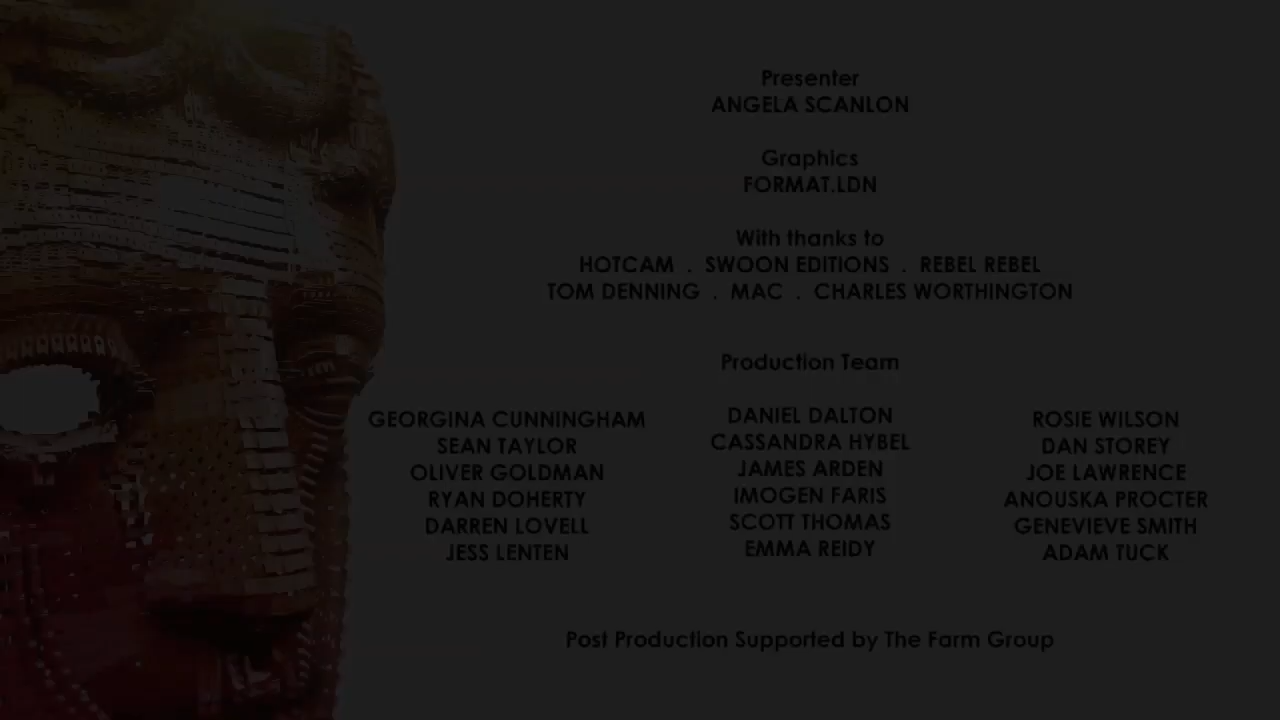 Presenter
ANGELA SCANLON
Graphics
FORMAT.LDN
With thanks to
HOTCAM . SWOON EDITIONS . REBEL REBEL
TOM DENNING . MAC . CHARLES WORTHINGTON
Production Team
GEORGINA CUNNINGHAM
SEAN TAYLOR
OLIVER GOLDMAN
RYAN DOHERTY
DARREN LOVELL
JESS LENTEN
DANIEL DALTON
CASSANDRA HYBEL
JAMES ARDEN
IMOGEN FARIS
SCOTT THOMAS
EMMA REIDY
ROSIE WILSON
DAN STOREY
JOE LAWRENCE
ANOUSKA PROCTER
GENEVIEVE SMITH
ADAM TUCK
Post Production Supported by The Farm Group